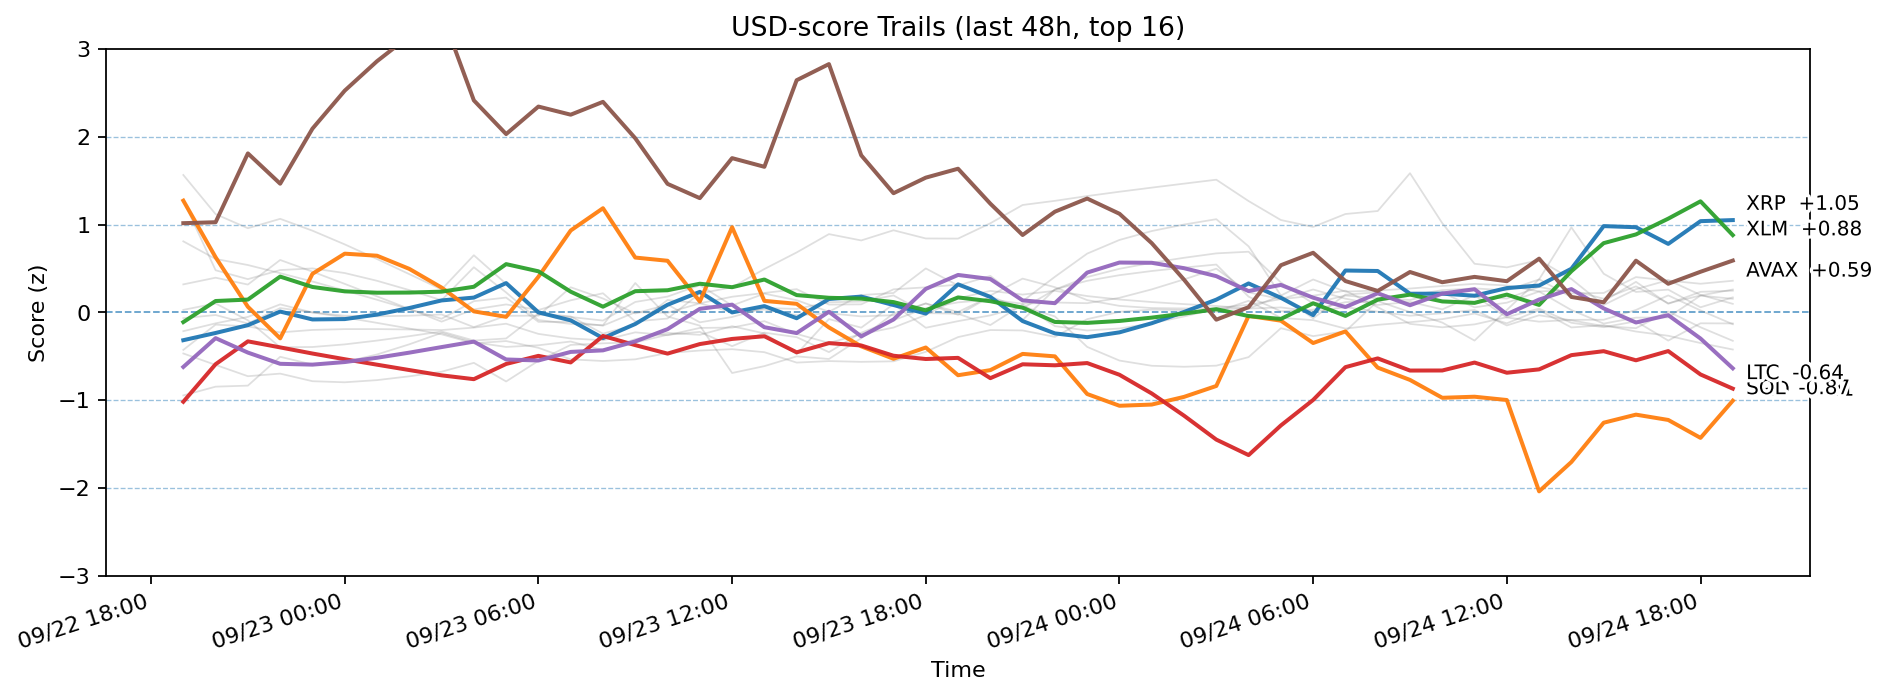 USD-score Trails (last 48h, top 16)
3
2
1
0
−1
−2
−3
Score (z)
XRP +1.05
XLM +0.88
AVAX +0.59
LTC -0.64
-0.87
09/22 18:00
09/23 00:00
09/23 06:00
09/23 12:00
09/23 18:00
09/24 00:00
09/24 06:00
09/24 12:00
09/24 18:00
Time